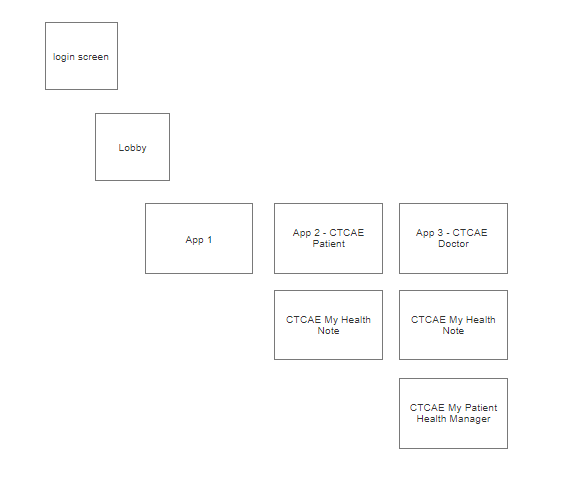 login screen
Lobby
App 1
App 2 - CTCAE
Patient
App 3 - CTCAE
Doctor
CTCAE My Health
Note
CTCAE My Health
Note
CTCAE My Patient
Health Manager